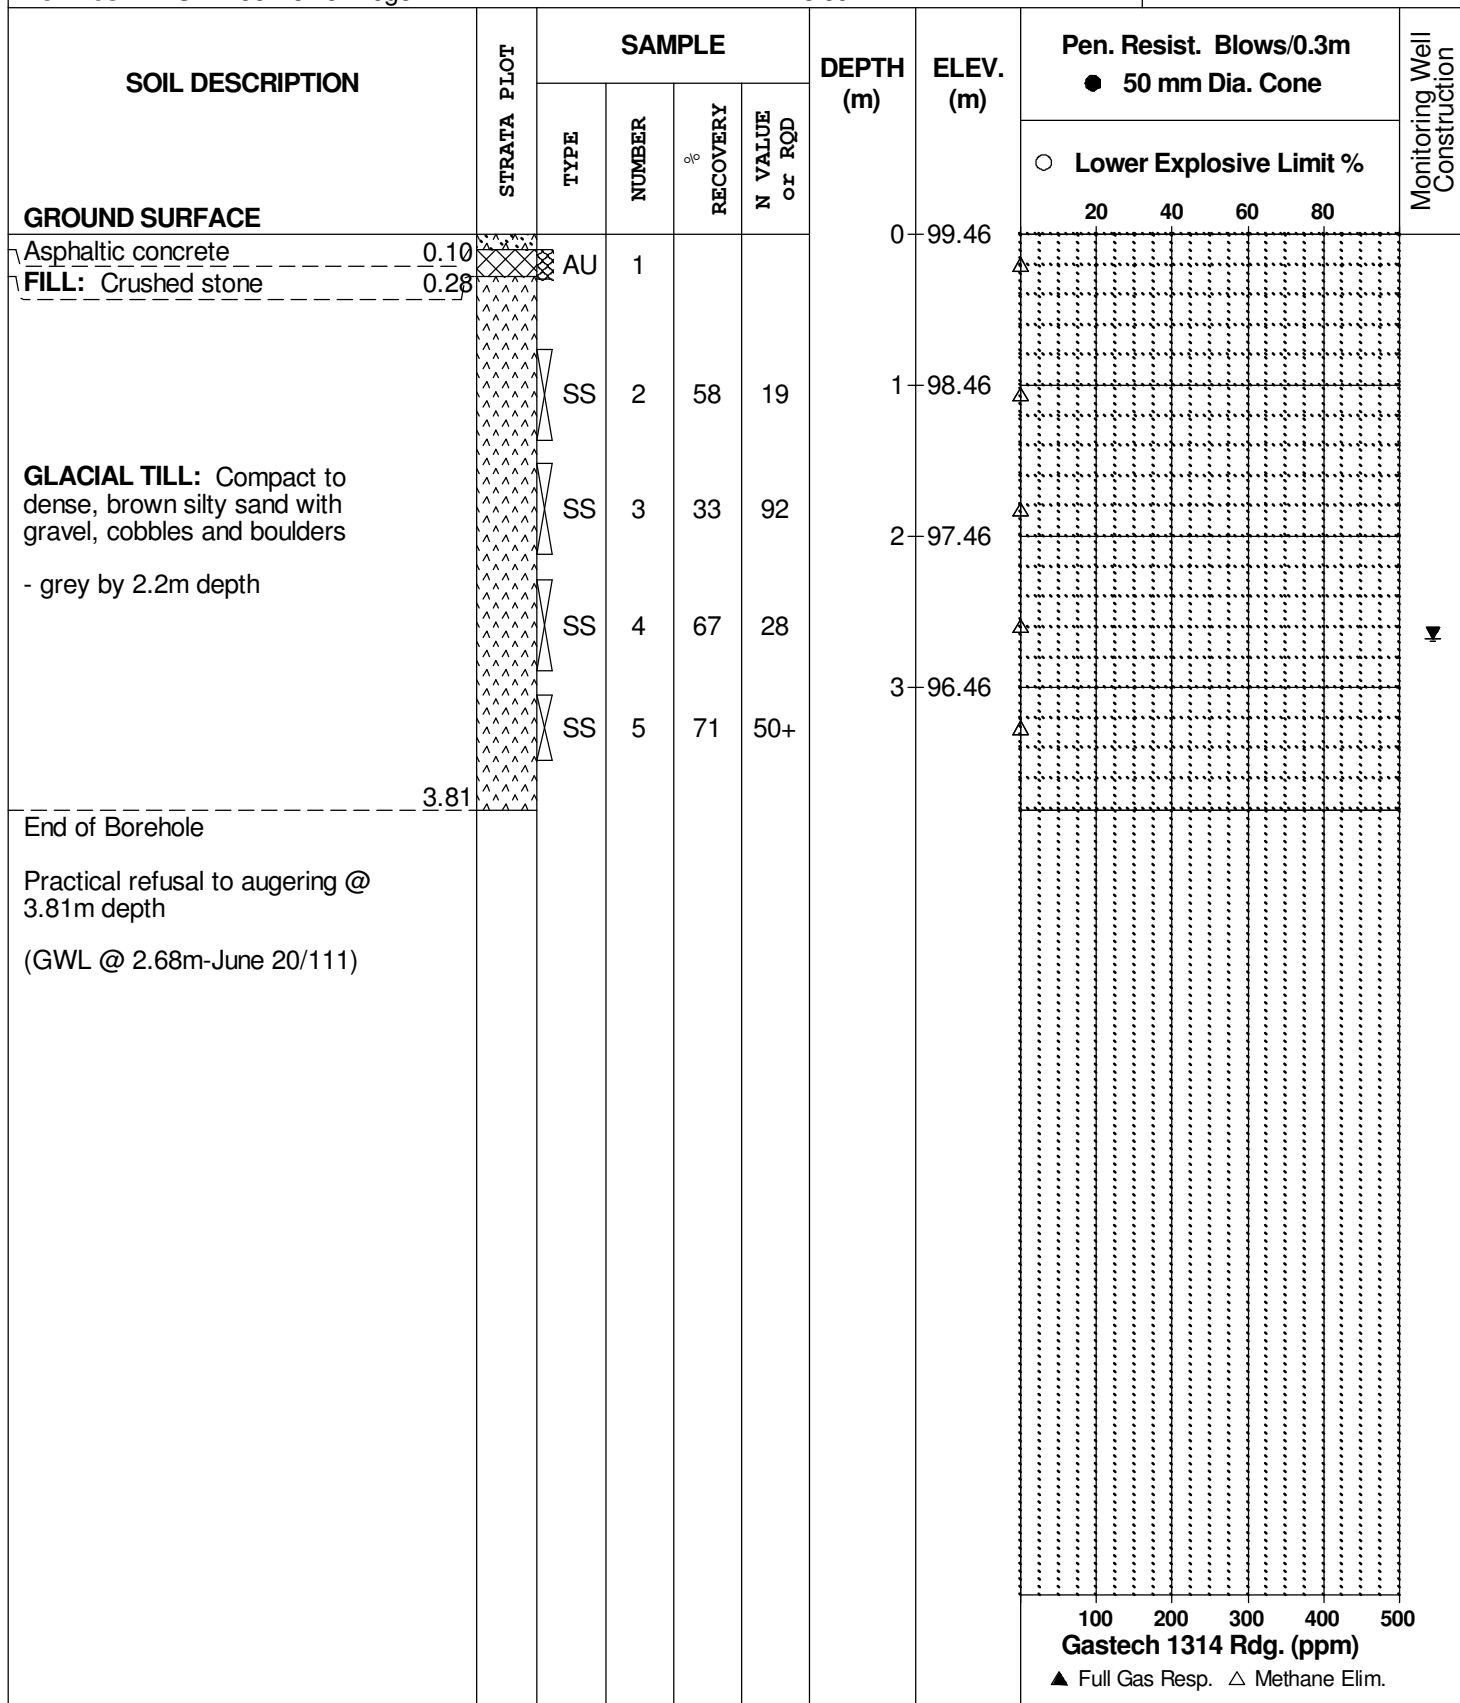 SOIL DESCRIPTION
GROUND SURFACE
STRATA PLOT
SAMPLE
TYPE
NUMBER
% RECOVERY
N VALUE or RQD
DEPTH (m)
ELEV. (m)
Pen. Resist. Blows/0.3m
● 50 mm Dia. Cone
○ Lower Explosive Limit %
20 40 60 80
Monitoring Well Construction
0 99.46
Asphaltic concrete 0.10
AU 1
FILL: Crushed stone 0.28
1 98.46
SS 2 58 19
GLACIAL TILL: Compact to
dense, brown silty sand with
gravel, cobbles and boulders
SS 3 33 92
2 97.46
- grey by 2.2m depth
SS 4 67 28
3 96.46
SS 5 71 50+
3.81
End of Borehole
Practical refusal to augering @
3.81m depth
(GWL @ 2.68m-June 20/111)
100 200 300 400 500
Gastech 1314 Rdg. (ppm)
▲ Full Gas Resp. △ Methane Elim.